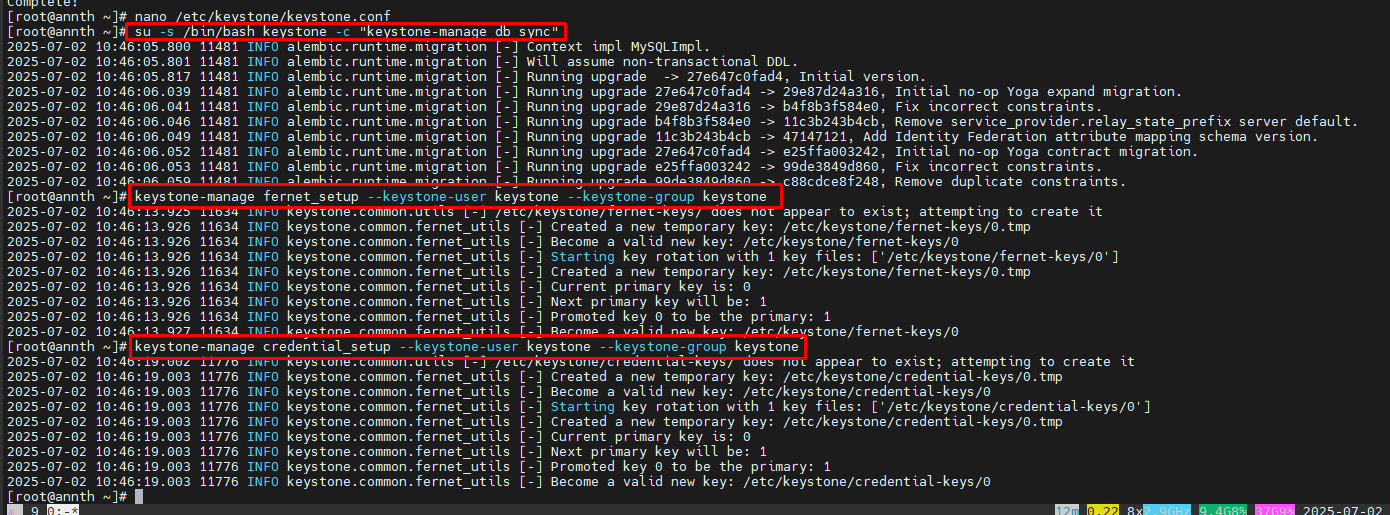 Complete!
[root@annth ~]# nano /etc/keystone/keystone.conf
[root@annth ~]# su -s /bin/bash keystone -c "keystone-manage db_sync"
2025-07-02 10:46:05.800 11481 INFO alembic.runtime.migration [-] Context impl MySQLImpl.
2025-07-02 10:46:05.801 11481 INFO alembic.runtime.migration [-] Will assume non-transactional DDL.
2025-07-02 10:46:05.817 11481 INFO alembic.runtime.migration [-] Running upgrade  -> 27e647c0fad4, Initial version.
2025-07-02 10:46:06.039 11481 INFO alembic.runtime.migration [-] Running upgrade 27e647c0fad4 -> 29e87d24a316, Initial no-op Yoga expand migration.
2025-07-02 10:46:06.041 11481 INFO alembic.runtime.migration [-] Running upgrade 29e87d24a316 -> b4f8b3f584e0, Fix incorrect constraints.
2025-07-02 10:46:06.046 11481 INFO alembic.runtime.migration [-] Running upgrade b4f8b3f584e0 -> 11c3b243b4cb, Remove service_provider.relay_state_prefix server default.
2025-07-02 10:46:06.049 11481 INFO alembic.runtime.migration [-] Running upgrade 11c3b243b4cb -> 47147121, Add Identity Federation attribute mapping schema version.
2025-07-02 10:46:06.052 11481 INFO alembic.runtime.migration [-] Running upgrade 27e647c0fad4 -> e25ffa003242, Initial no-op Yoga contract migration.
2025-07-02 10:46:06.053 11481 INFO alembic.runtime.migration [-] Running upgrade e25ffa003242 -> 99de3849d860, Fix incorrect constraints.
2025-07-02 10:46:06.059 11481 INFO alembic.runtime.migration [-] Running upgrade 99de3849d860 -> c88cdce8f248, Remove duplicate constraints.
[root@annth ~]# keystone-manage fernet_setup --keystone-user keystone --keystone-group keystone
2025-07-02 10:46:13.925 11634 INFO keystone.common.utils [-] /etc/keystone/fernet-keys/ does not appear to exist; attempting to create it
2025-07-02 10:46:13.926 11634 INFO keystone.common.fernet_utils [-] Created a new temporary key: /etc/keystone/fernet-keys/0.tmp
2025-07-02 10:46:13.926 11634 INFO keystone.common.fernet_utils [-] Become a valid new key: /etc/keystone/fernet-keys/0
2025-07-02 10:46:13.926 11634 INFO keystone.common.fernet_utils [-] Starting key rotation with 1 key files: ['/etc/keystone/fernet-keys/0']
2025-07-02 10:46:13.926 11634 INFO keystone.common.fernet_utils [-] Created a new temporary key: /etc/keystone/fernet-keys/0.tmp
2025-07-02 10:46:13.926 11634 INFO keystone.common.fernet_utils [-] Current primary key is: 0
2025-07-02 10:46:13.926 11634 INFO keystone.common.fernet_utils [-] Next primary key will be: 1
2025-07-02 10:46:13.926 11634 INFO keystone.common.fernet_utils [-] Promoted key 0 to be the primary: 1
2025-07-02 10:46:13.927 11634 INFO keystone.common.fernet_utils [-] Become a valid new key: /etc/keystone/fernet-keys/0
[root@annth ~]# keystone-manage credential_setup --keystone-user keystone --keystone-group keystone
2025-07-02 10:46:19.002 11776 INFO keystone.common.utils [-] /etc/keystone/credential-keys/ does not appear to exist; attempting to create it
2025-07-02 10:46:19.003 11776 INFO keystone.common.fernet_utils [-] Created a new temporary key: /etc/keystone/credential-keys/0.tmp
2025-07-02 10:46:19.003 11776 INFO keystone.common.fernet_utils [-] Become a valid new key: /etc/keystone/credential-keys/0
2025-07-02 10:46:19.003 11776 INFO keystone.common.fernet_utils [-] Starting key rotation with 1 key files: ['/etc/keystone/credential-keys/0']
2025-07-02 10:46:19.003 11776 INFO keystone.common.fernet_utils [-] Created a new temporary key: /etc/keystone/credential-keys/0.tmp
2025-07-02 10:46:19.003 11776 INFO keystone.common.fernet_utils [-] Current primary key is: 0
2025-07-02 10:46:19.003 11776 INFO keystone.common.fernet_utils [-] Next primary key will be: 1
2025-07-02 10:46:19.003 11776 INFO keystone.common.fernet_utils [-] Promoted key 0 to be the primary: 1
2025-07-02 10:46:19.003 11776 INFO keystone.common.fernet_utils [-] Become a valid new key: /etc/keystone/credential-keys/0
[root@annth ~]#
9 0:-* 12m 0.22 8x2.9GHz 9.4G8% 37G9% 2025-07-02